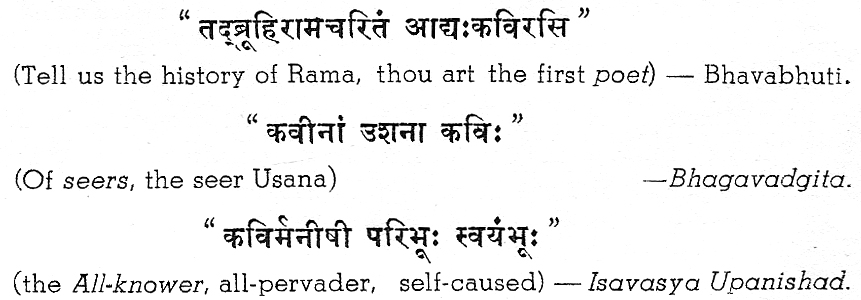 “ तद्ब्रूहिरामचरितं आद्यःकविरसि ”
(Tell us the history of Rama, thou art the first poet) — Bhavabhuti.
“ कवीनां उशना कविः ”
(Of seers, the seer Usana) —Bhagavadgita.
“ कविर्मनीषी परिभूः स्वयंभूः ”
(the All-knower, all-pervader, self-caused) — Isavasya Upanishad.